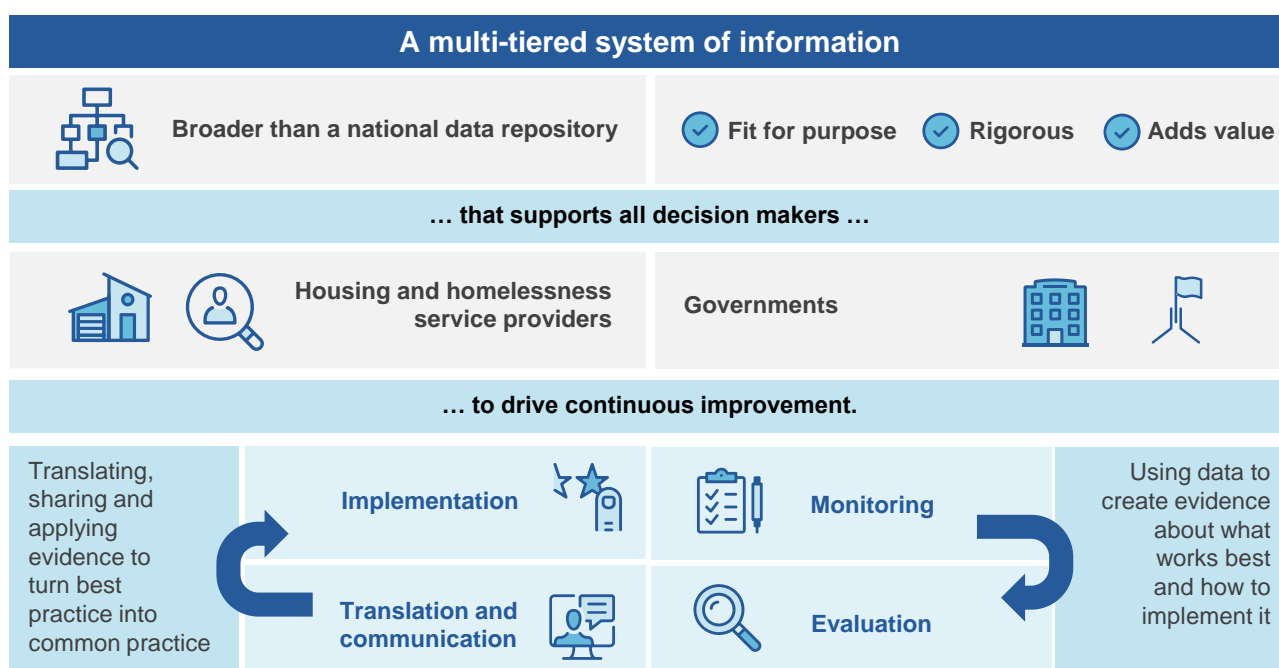 A multi-tiered system of information
Broader than a national data repository
Fit for purpose
Rigorous
Adds value
… that supports all decision makers …
Housing and homelessness
service providers
Governments
… to drive continuous improvement.
Translating,
sharing and
applying
evidence to
turn best
practice into
common practice
Implementation
Translation and
communication
Monitoring
Evaluation
Using data to
create evidence
about what
works best
and how to
implement it